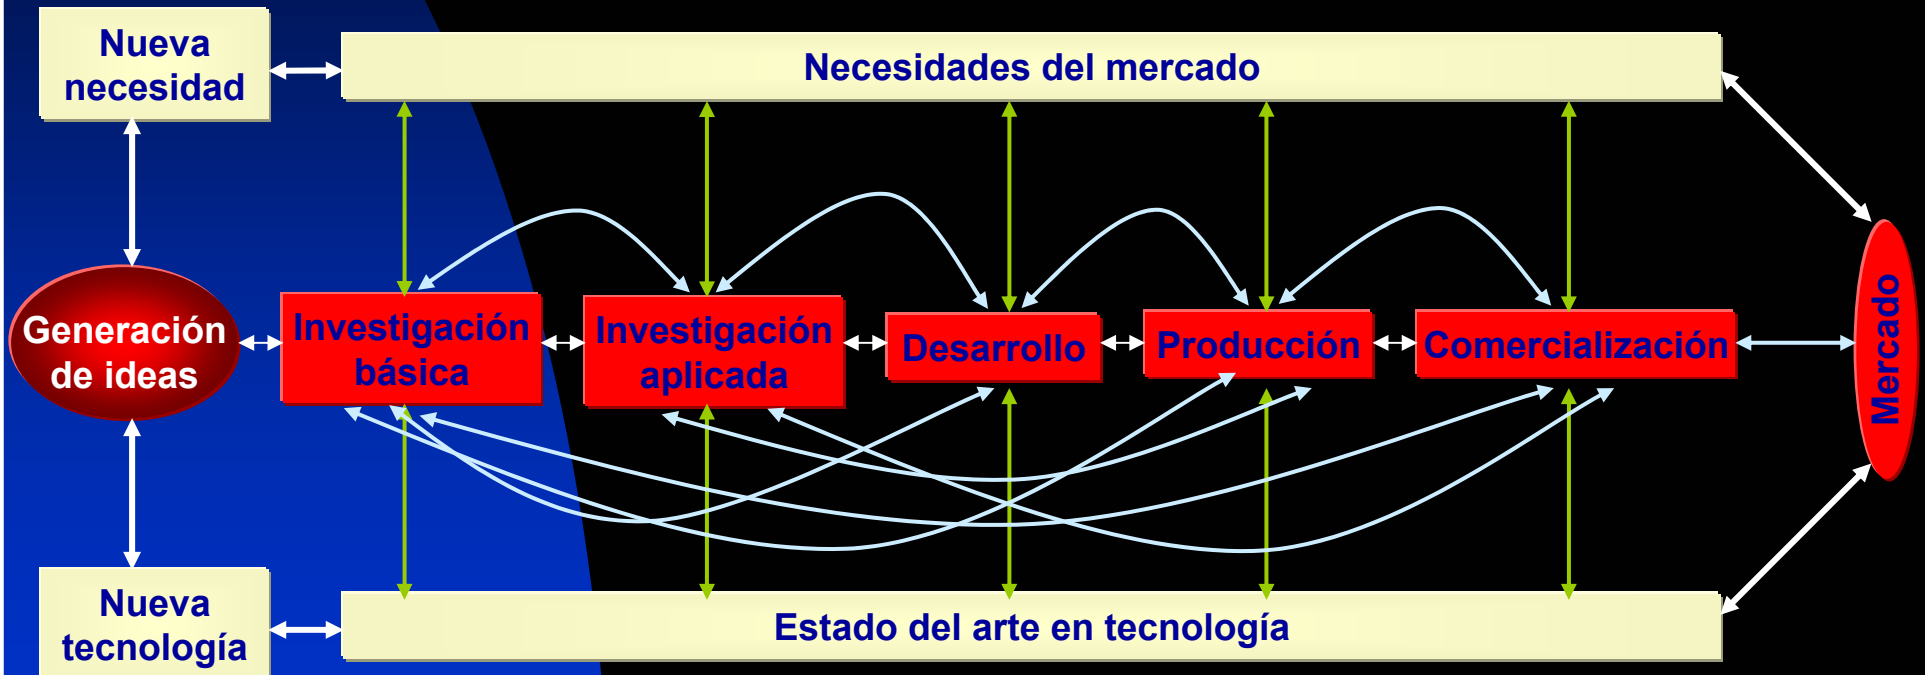 Nueva
necesidad
Necesidades del mercado
Generación
de ideas
Investigación
básica
Investigación
aplicada
Desarrollo
Producción
Comercialización
Mercado
Nueva
tecnología
Estado del arte en tecnología